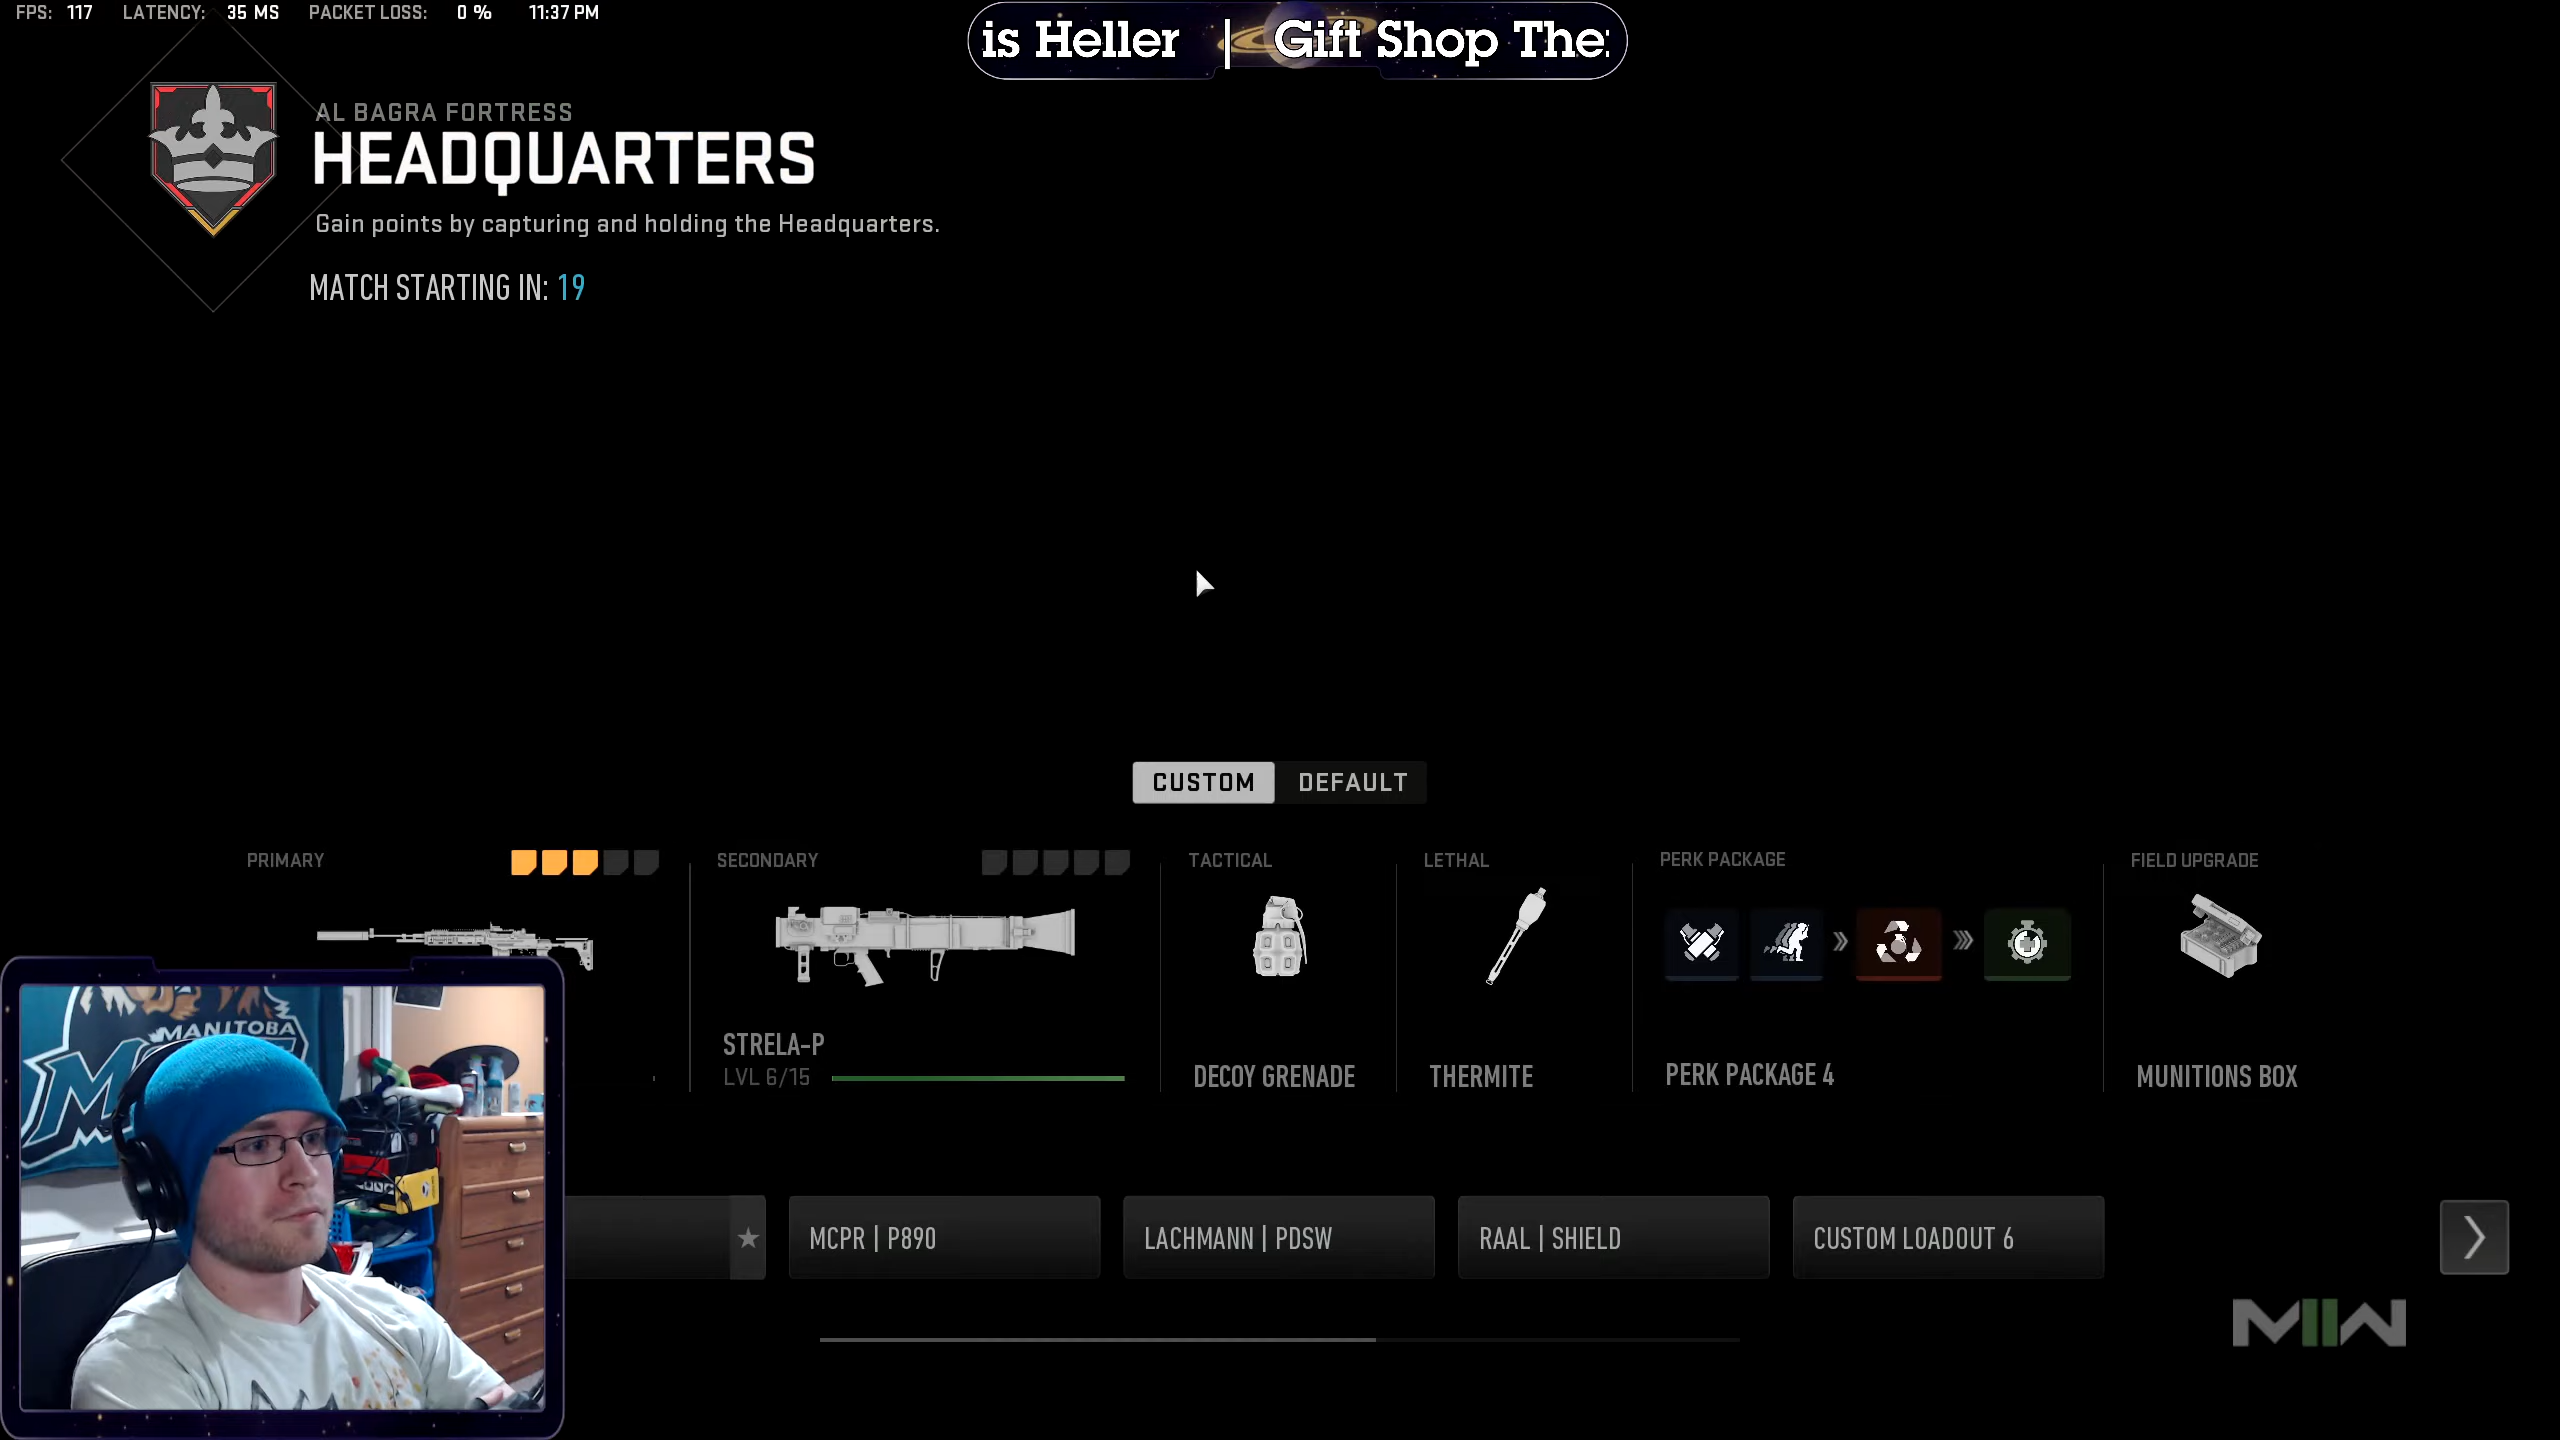 FPS: 117 LATENCY: 35 MS PACKET LOSS: 0 % 11:37 PM
is Heller | Gift Shop The
AL BAGRA FORTRESS
HEADQUARTERS
Gain points by capturing and holding the Headquarters.
MATCH STARTING IN: 19
CUSTOM DEFAULT
PRIMARY SECONDARY TACTICAL LETHAL PERK PACKAGE FIELD UPGRADE
STRELA-P
LVL 6/15
DECOY GRENADE THERMITE PERK PACKAGE 4 MUNITIONS BOX
MANITOBA
MCPR | P890 LACHMANN | PDSW RAAL | SHIELD CUSTOM LOADOUT 6
MIIW